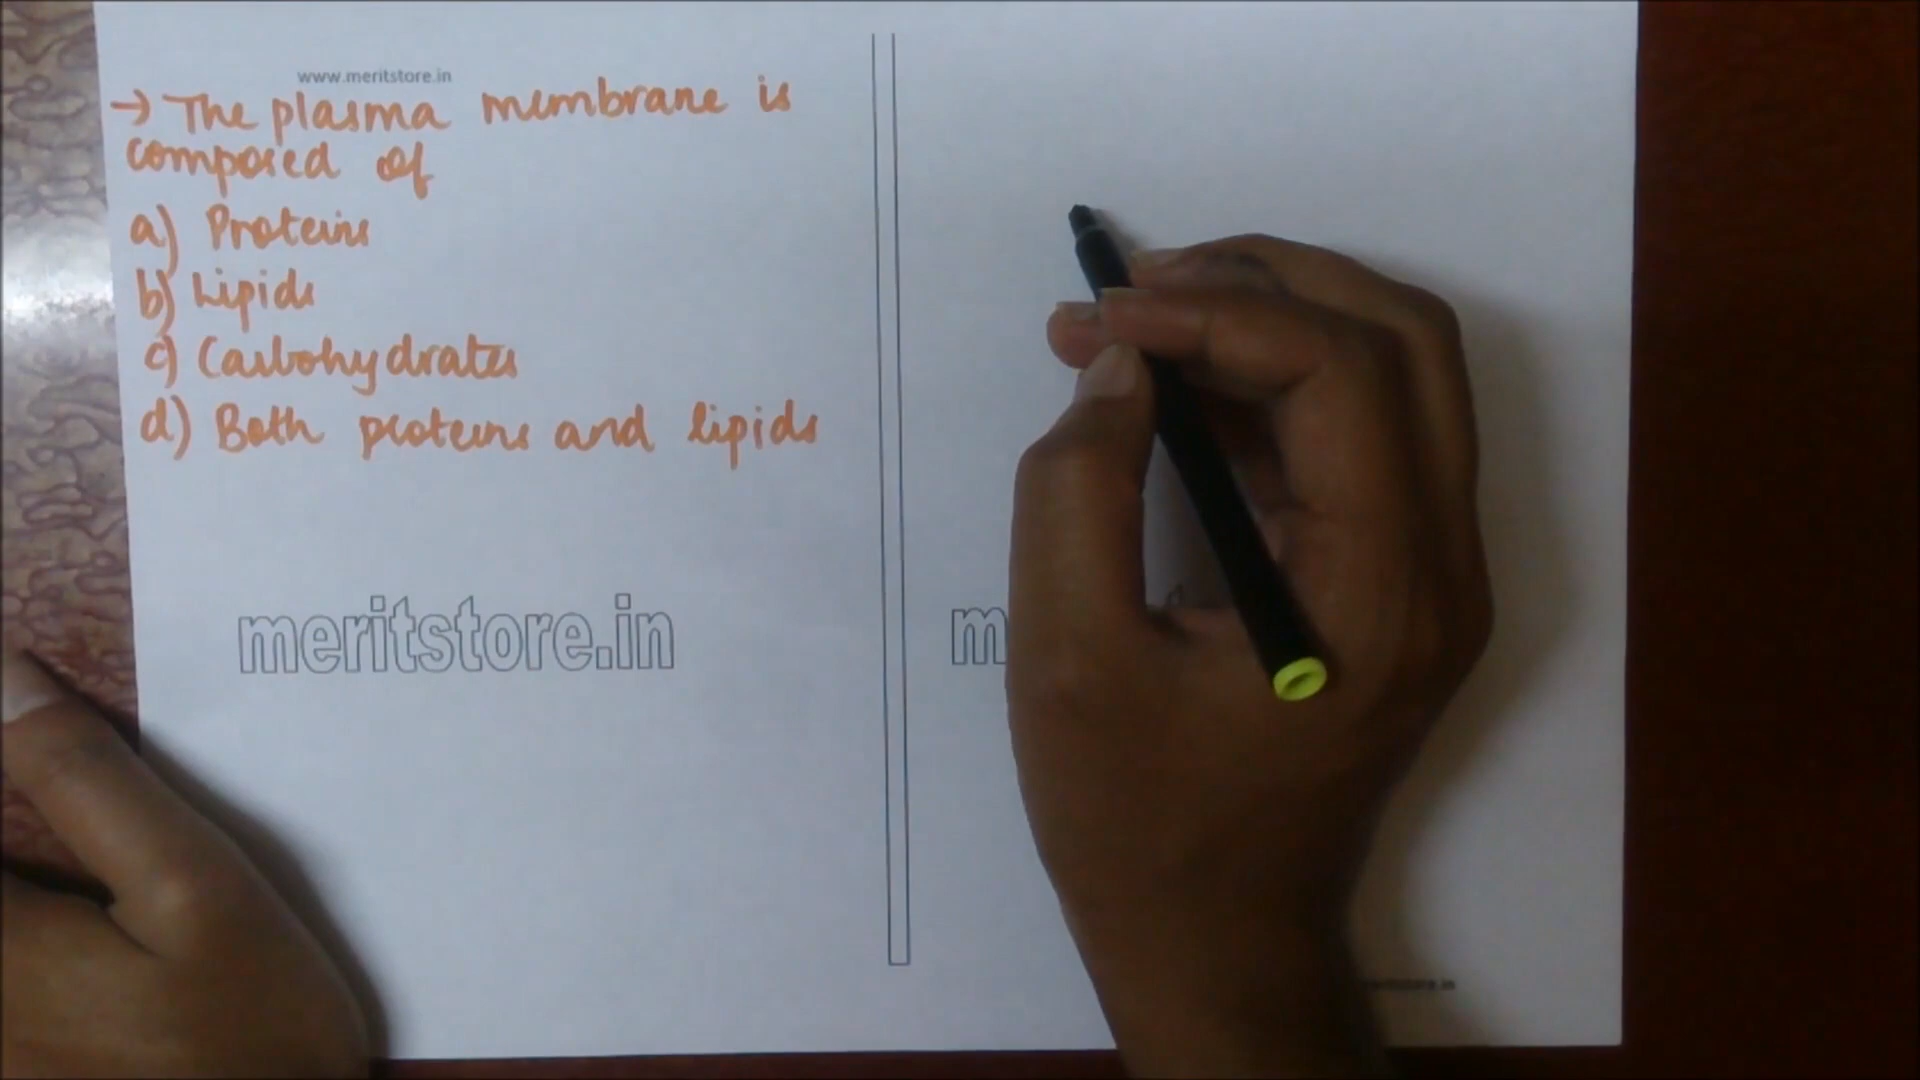 www.meritstore.in
→ The plasma membrane is
composed of
a) Proteins
b) Lipids
c) Carbohydrates
d) Both proteins and lipids
meritstore.in
m